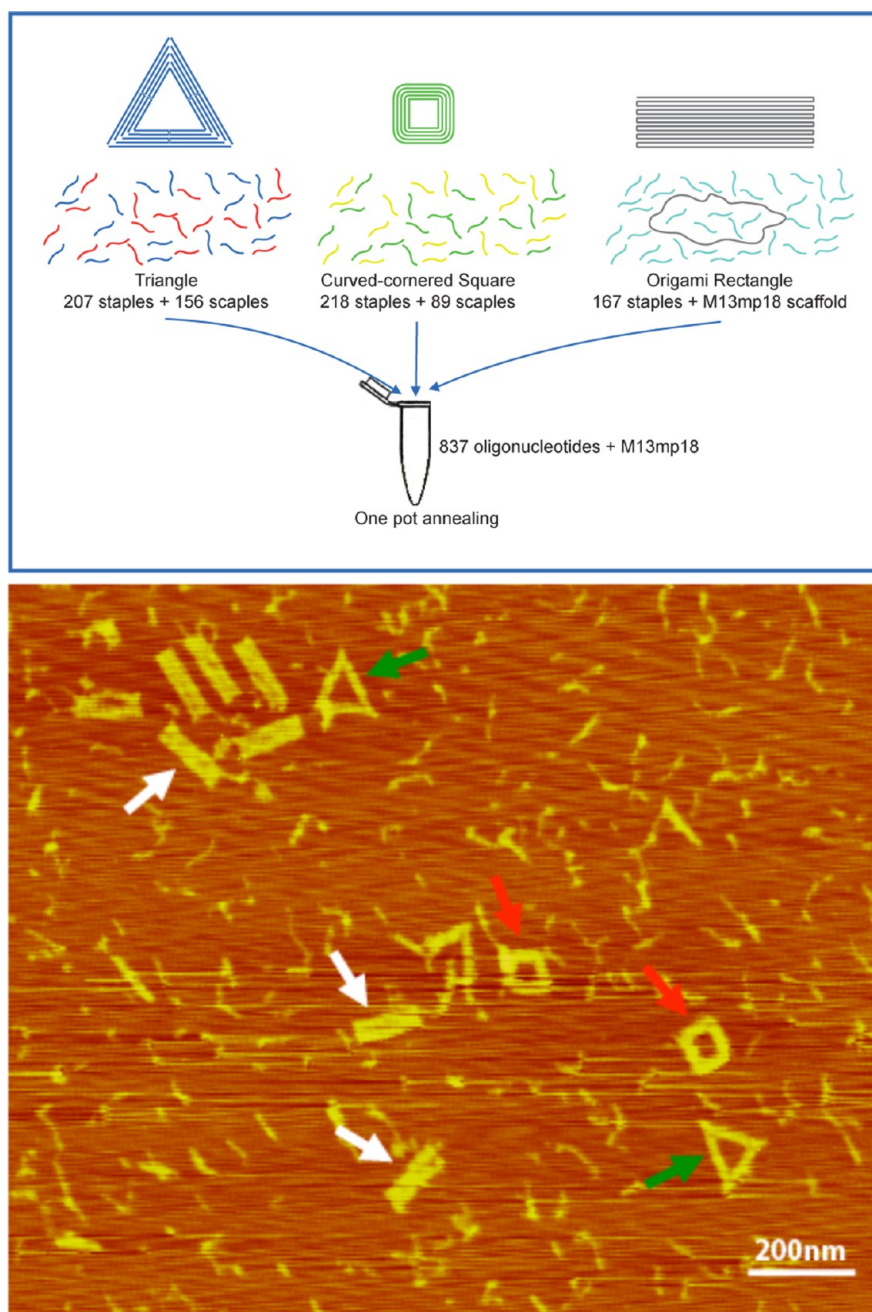 Triangle
207 staples + 156 scaples
Curved-cornered Square
218 staples + 89 scaples
Origami Rectangle
167 staples + M13mp18 scaffold
837 oligonucleotides + M13mp18
One pot annealing
200nm